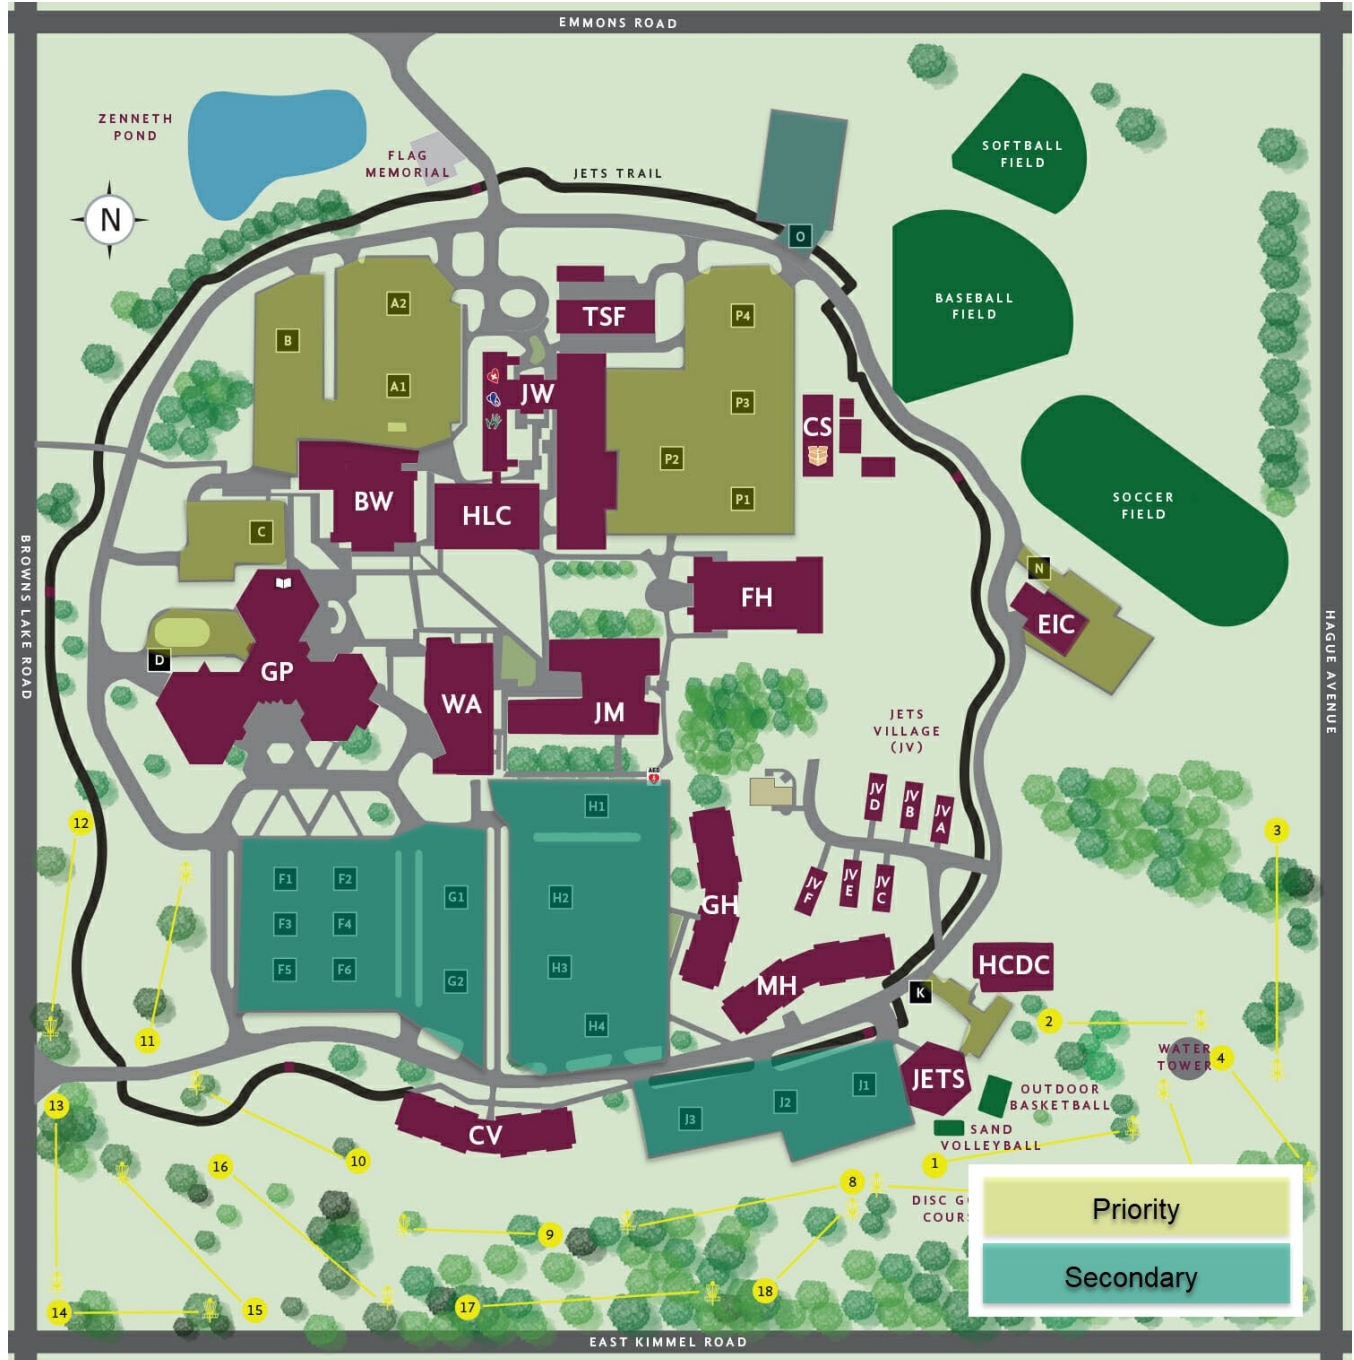 EMMONS ROAD
ZENNETH
POND
FLAG
MEMORIAL
JETS TRAIL
SOFTBALL
FIELD
N
O
A2
TSF
P4
BASEBALL
FIELD
B
A1
JW
P3
CS
P2
P1
BW
HLC
C
SOCCER
FIELD
BROWNS LAKE ROAD
N
FH
EIC
HAGUE AVENUE
D
GP
WA
JM
JETS
VILLAGE
(JV)
AED
H1
JV
D
JV
B
JV
A
12
3
F1
F2
G1
H2
JV
F
JV
E
JV
C
GH
F3
F4
F5
F6
G2
H3
MH
HCDC
K
H4
2
11
WATER
TOWER
4
JETS
J1
J2
J3
OUTDOOR
BASKETBALL
13
CV
SAND
VOLLEYBALL
10
16
1
8
DISC G
COUR
9
Priority
Secondary
14
15
17
18
EAST KIMMEL ROAD